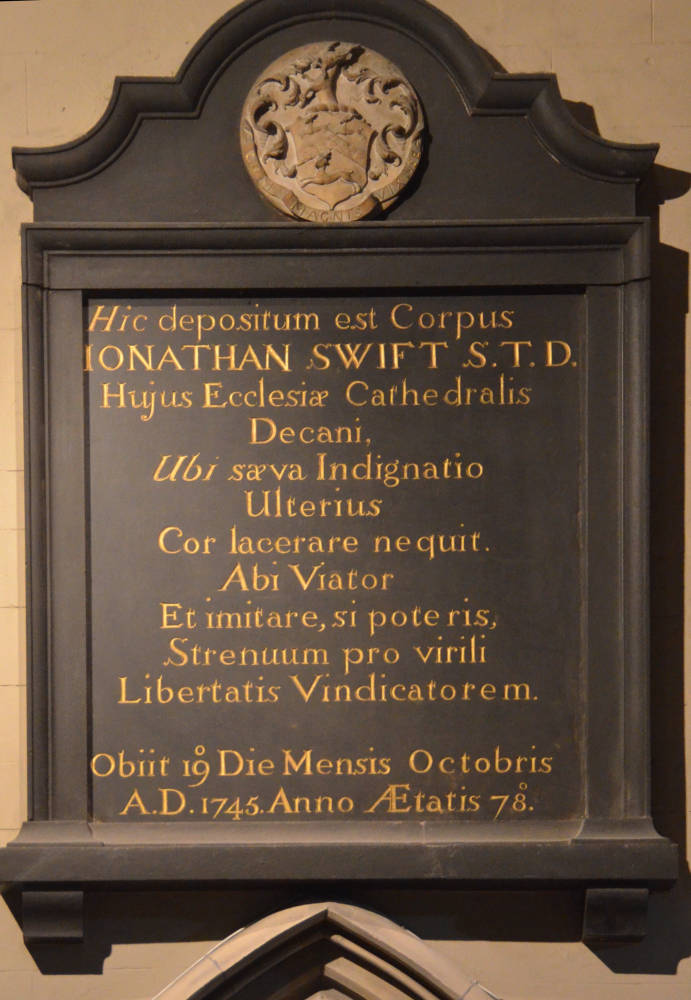 MAGNIS
Hic depositum est Corpus
IONATHAN SWIFT S.T.D.
Hujus Ecclesiæ Cathedralis
Decani,
Ubi sæva Indignatio
Ulterius
Cor lacerare nequit.
Abi Viator
Et imitare, si poteris,
Strenuum pro virili
Libertatis Vindicatorem.
Obiit 19º Die Mensis Octobris
A.D. 1745. Anno Ætatis 78º.